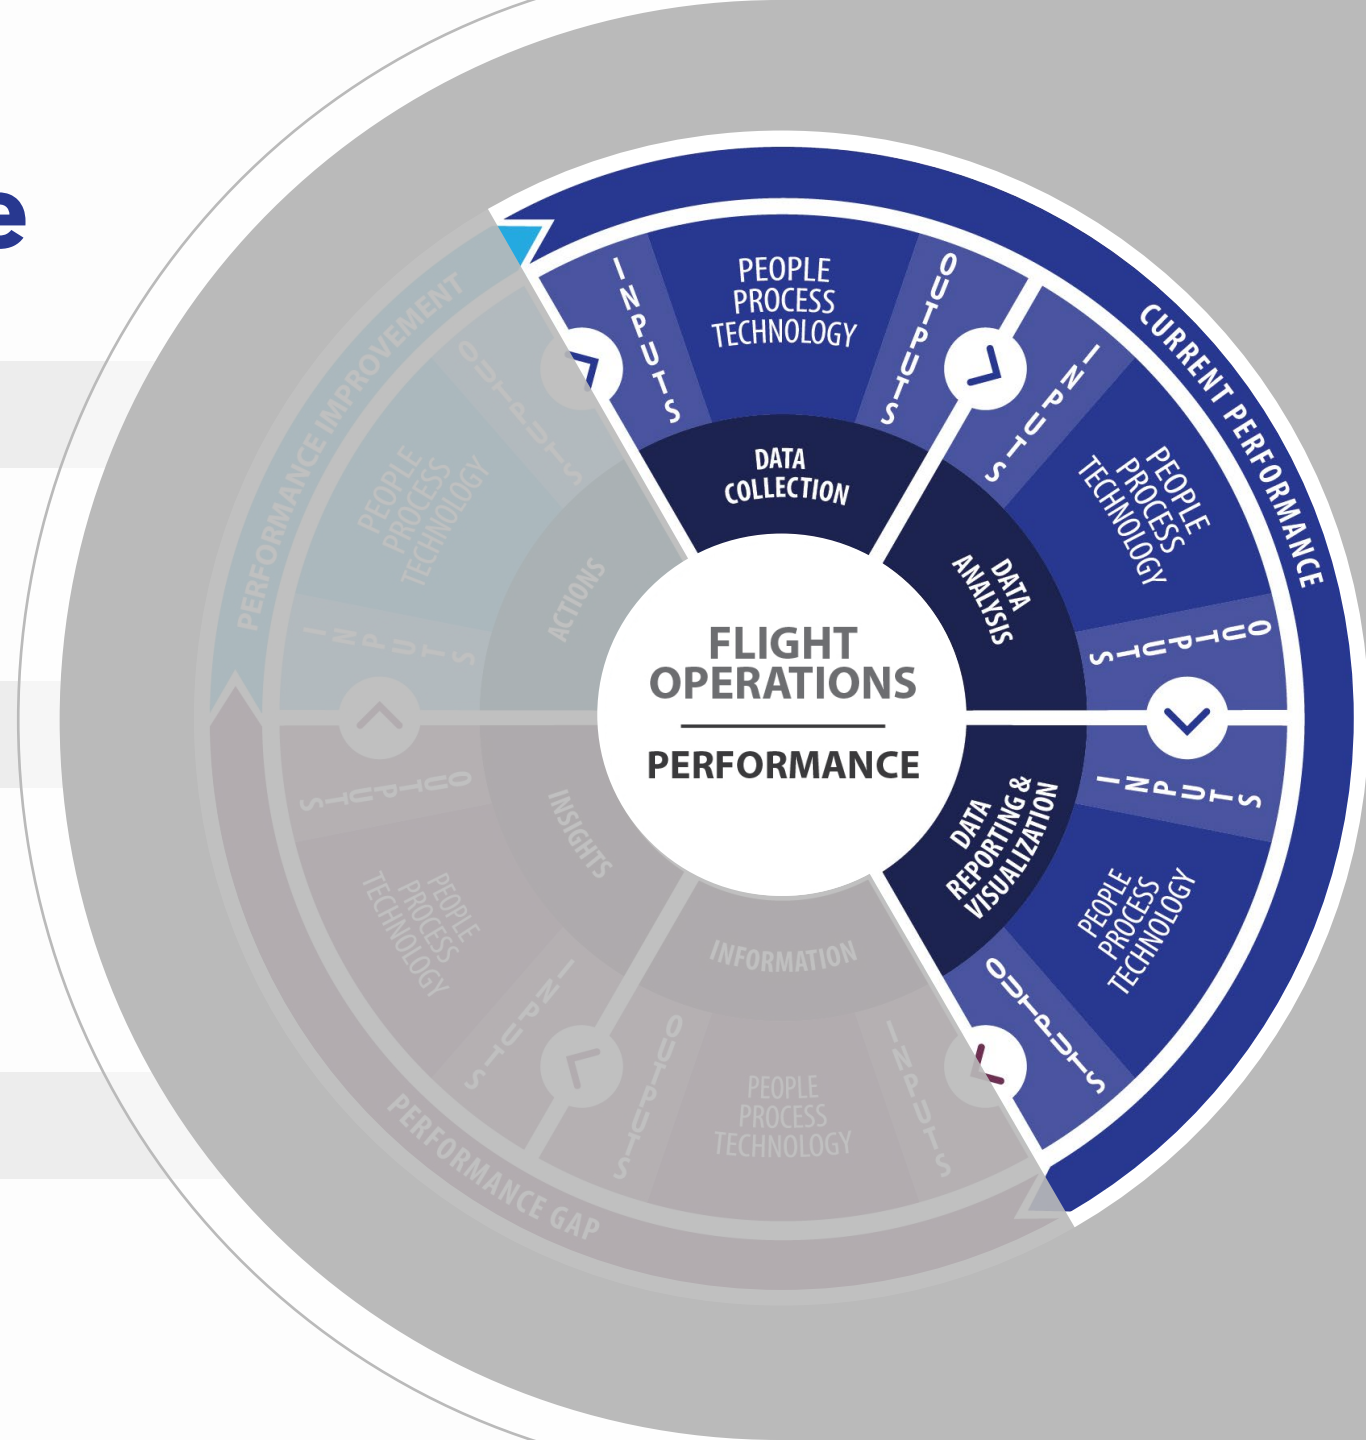 e
CURRENT PERFORMANCE
INPUTS
PEOPLE
PROCESS
TECHNOLOGY
OUTPUTS
DATA
COLLECTION
INPUTS
PEOPLE
PROCESS
TECHNOLOGY
OUTPUTS
DATA
ANALYSIS
INPUTS
PEOPLE
PROCESS
TECHNOLOGY
OUTPUTS
DATA
REPORTING &
VISUALIZATION
PERFORMANCE GAP
INPUTS
PEOPLE
PROCESS
TECHNOLOGY
OUTPUTS
INFORMATION
INPUTS
PEOPLE
PROCESS
TECHNOLOGY
OUTPUTS
INSIGHTS
PERFORMANCE IMPROVEMENT
INPUTS
PEOPLE
PROCESS
TECHNOLOGY
OUTPUTS
ACTIONS
FLIGHT
OPERATIONS
PERFORMANCE